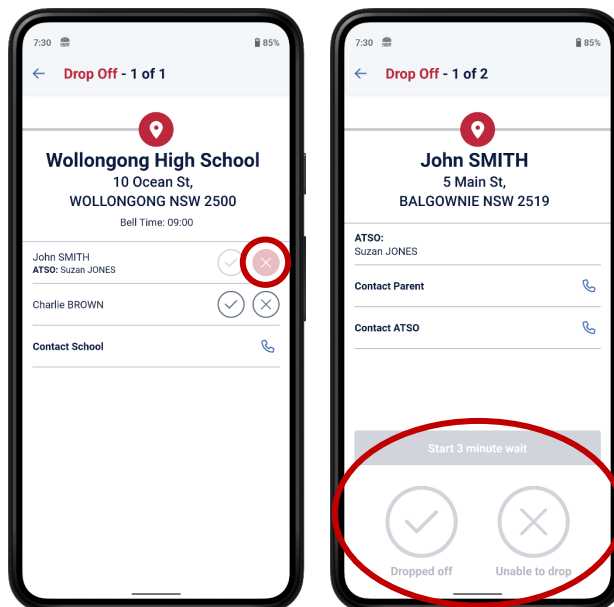 7:30
85%
Drop Off - 1 of 1
Wollongong High School
10 Ocean St,
WOLLONGONG NSW 2500
Bell Time: 09:00
John SMITH
ATSO: Suzan JONES
Charlie BROWN
Contact School
7:30
85%
Drop Off - 1 of 2
John SMITH
5 Main St,
BALGOWNIE NSW 2519
ATSO:
Suzan JONES
Contact Parent
Contact ATSO
Start 3 minute wait
Dropped off
Unable to drop